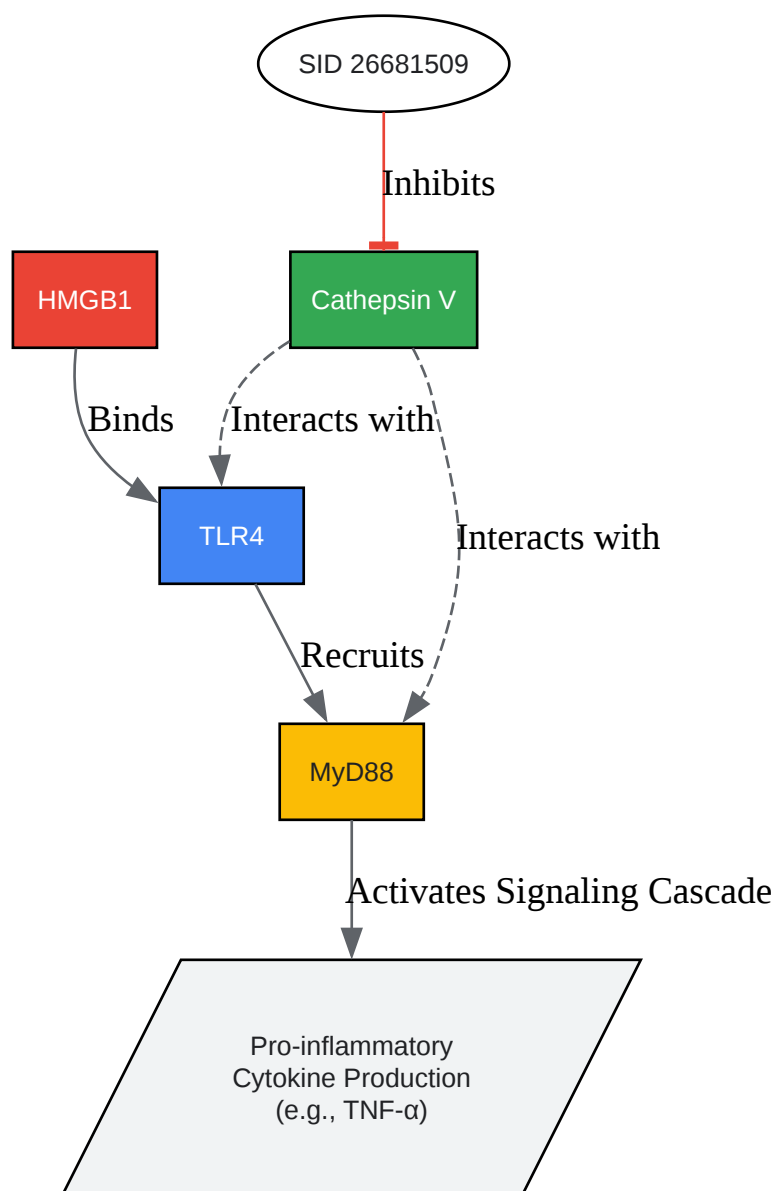 SID 26681509
Inhibits
HMGB1
Cathepsin V
Binds
Interacts with
TLR4
Interacts with
Recruits
MyD88
Activates Signaling Cascade
Pro-inflammatory
Cytokine Production
(e.g., TNF-α)